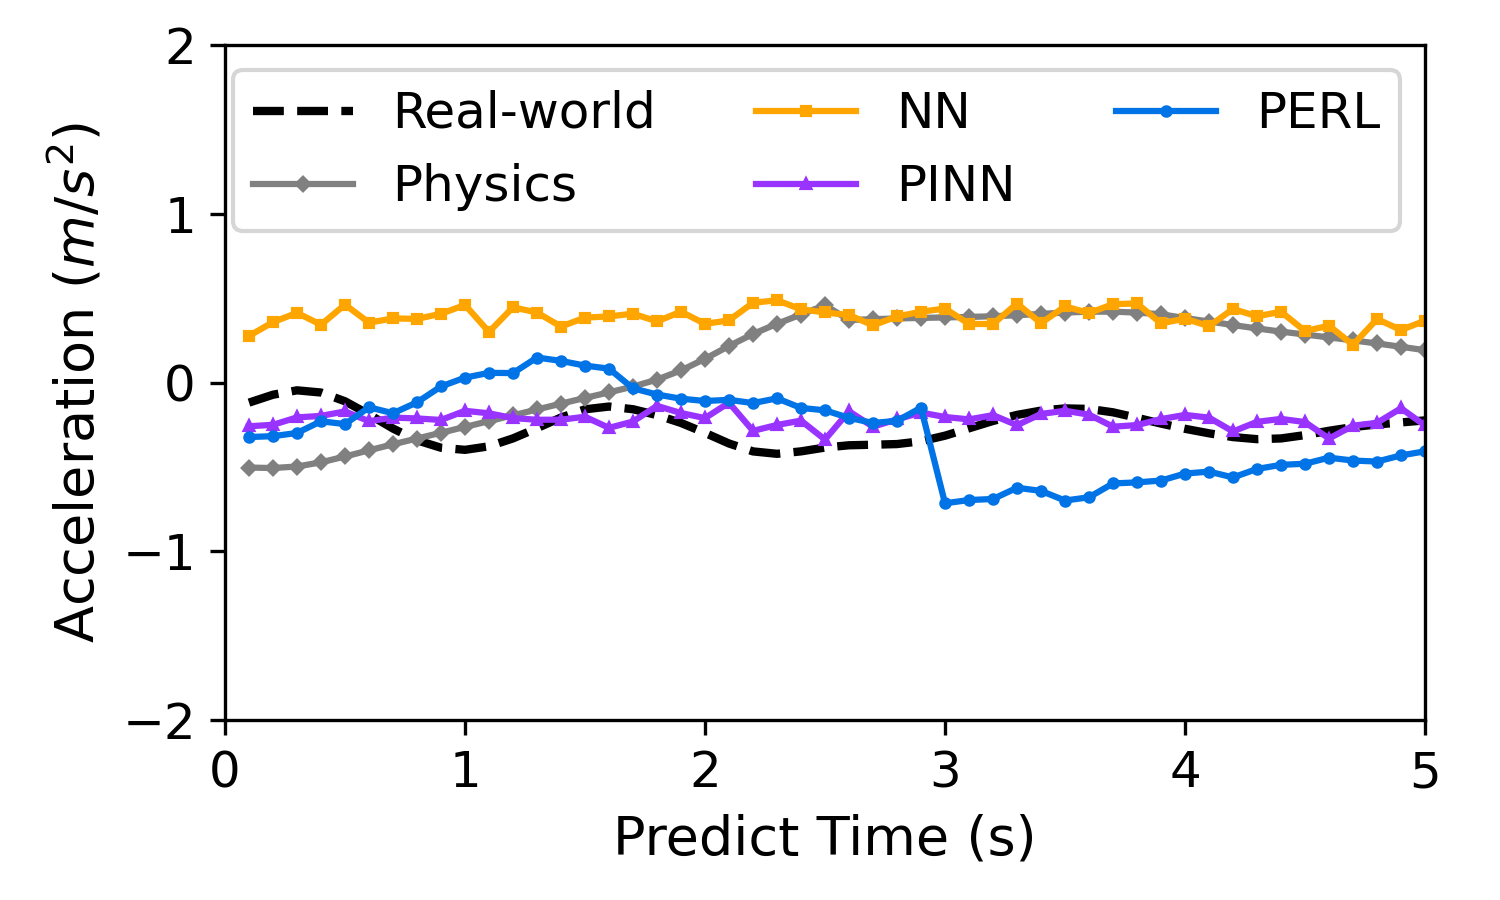 2
1
0
−1
−2
Acceleration (m/s²)
Real-world
Physics
NN
PINN
PERL
0 1 2 3 4 5
Predict Time (s)